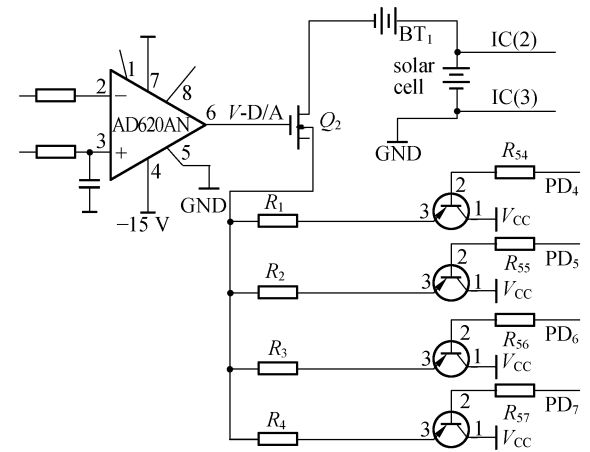 BT1
IC(2)
solar
cell
IC(3)
GND
1
7
8
2
−
AD620AN
6
V-D/A
Q2
3
+
5
4
GND
−15 V
R54
2
PD4
R1
3
1
VCC
2
R55
PD5
R2
3
1
VCC
2
R56
PD6
R3
3
1
VCC
2
R57
PD7
R4
3
1
VCC